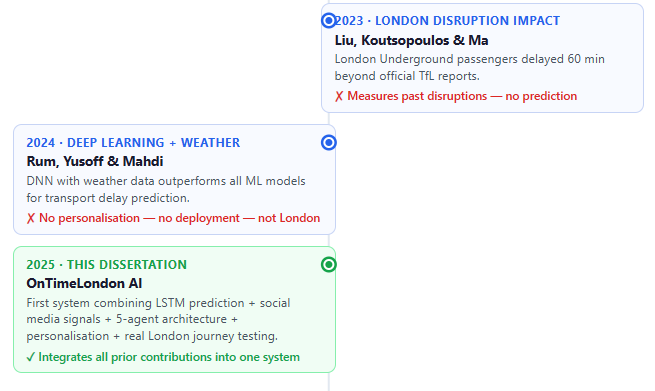 2023 · LONDON DISRUPTION IMPACT
Liu, Koutsopoulos & Ma
London Underground passengers delayed 60 min
beyond official TfL reports.
✗ Measures past disruptions — no prediction
2024 · DEEP LEARNING + WEATHER
Rum, Yusoff & Mahdi
DNN with weather data outperforms all ML models
for transport delay prediction.
✗ No personalisation — no deployment — not London
2025 · THIS DISSERTATION
OnTimeLondon AI
First system combining LSTM prediction + social
media signals + 5-agent architecture +
personalisation + real London journey testing.
✓ Integrates all prior contributions into one system